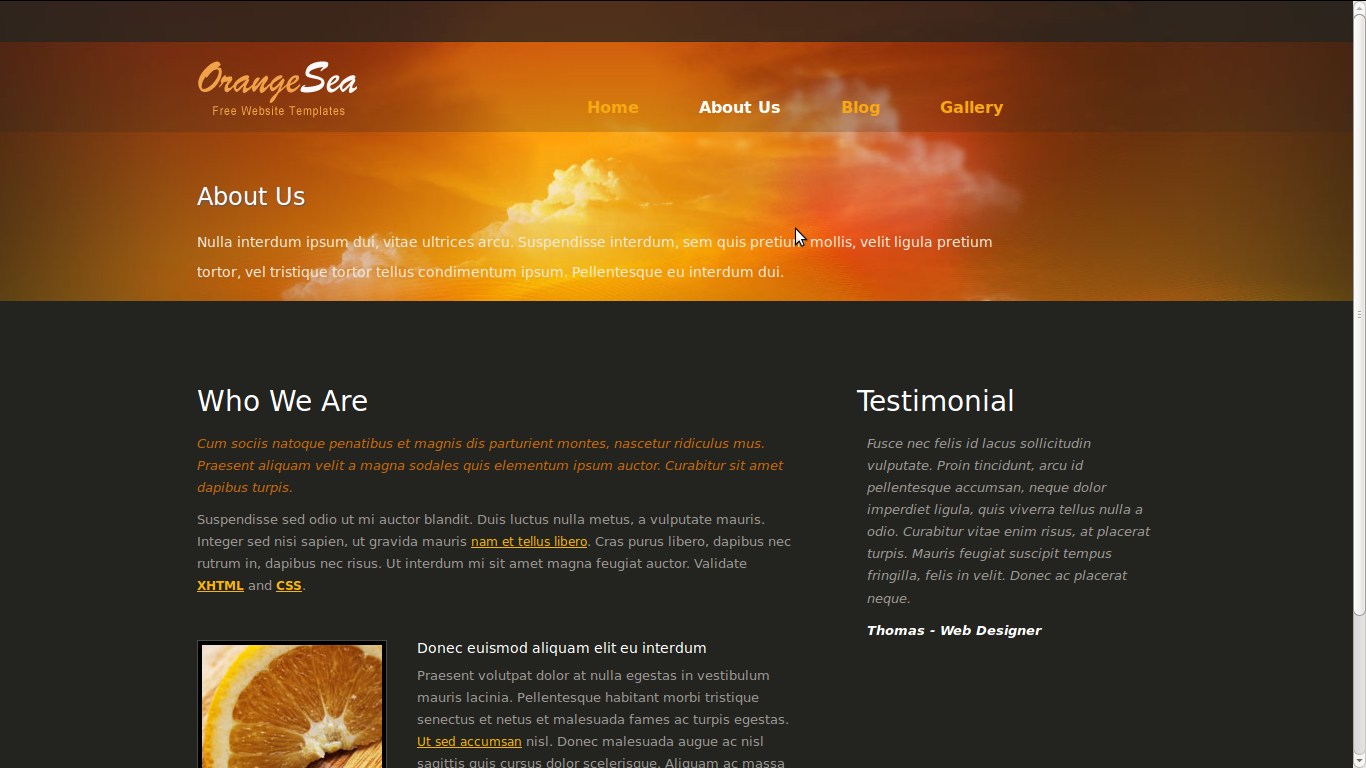 OrangeSea
Free Website Templates
Home
About Us
Blog
Gallery
About Us
Nulla interdum ipsum dui, vitae ultrices arcu. Suspendisse interdum, sem quis pretium mollis, velit ligula pretium
tortor, vel tristique tortor tellus condimentum ipsum. Pellentesque eu interdum dui.
Who We Are
Cum sociis natoque penatibus et magnis dis parturient montes, nascetur ridiculus mus.
Praesent aliquam velit a magna sodales quis elementum ipsum auctor. Curabitur sit amet
dapibus turpis.
Suspendisse sed odio ut mi auctor blandit. Duis luctus nulla metus, a vulputate mauris.
Integer sed nisi sapien, ut gravida mauris nam et tellus libero. Cras purus libero, dapibus nec
rutrum in, dapibus nec risus. Ut interdum mi sit amet magna feugiat auctor. Validate
XHTML and CSS.
Donec euismod aliquam elit eu interdum
Praesent volutpat dolor at nulla egestas in vestibulum
mauris lacinia. Pellentesque habitant morbi tristique
senectus et netus et malesuada fames ac turpis egestas.
Ut sed accumsan nisl. Donec malesuada augue ac nisl
sagittis quis cursus dolor scelerisque. Aliquam ac massa
Testimonial
Fusce nec felis id lacus sollicitudin
vulputate. Proin tincidunt, arcu id
pellentesque accumsan, neque dolor
imperdiet ligula, quis viverra tellus nulla a
odio. Curabitur vitae enim risus, at placerat
turpis. Mauris feugiat suscipit tempus
fringilla, felis in velit. Donec ac placerat
neque.
Thomas - Web Designer